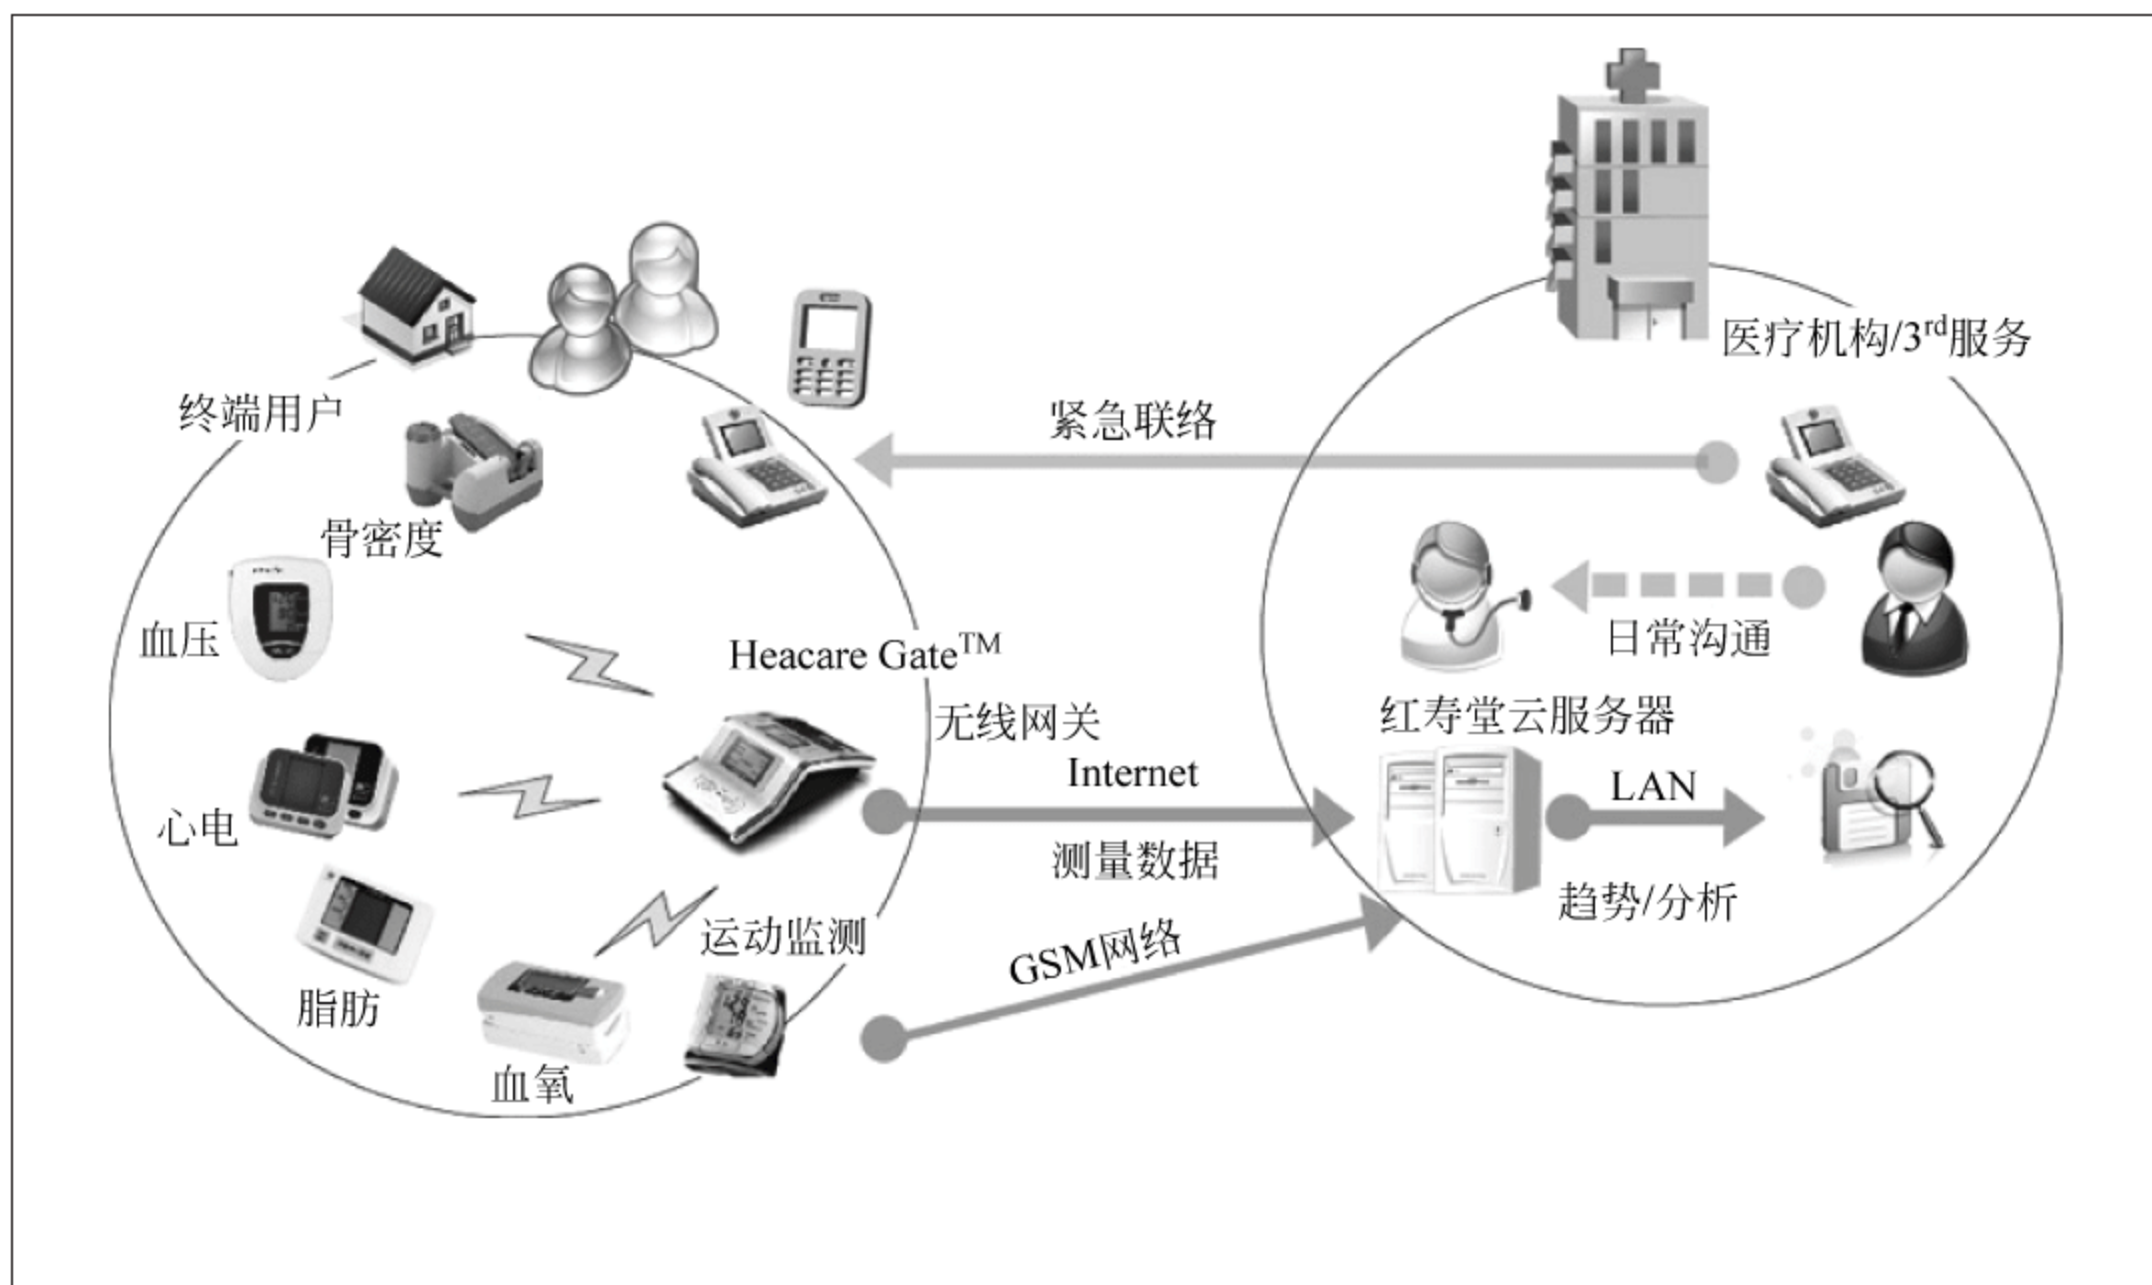 医疗机构/3rd服务
终端用户
紧急联络
骨密度
血压
日常沟通
Heacare GateTM
无线网关
红寿堂云服务器
Internet
LAN
心电
测量数据
趋势/分析
运动监测
GSM网络
脂肪
血氧